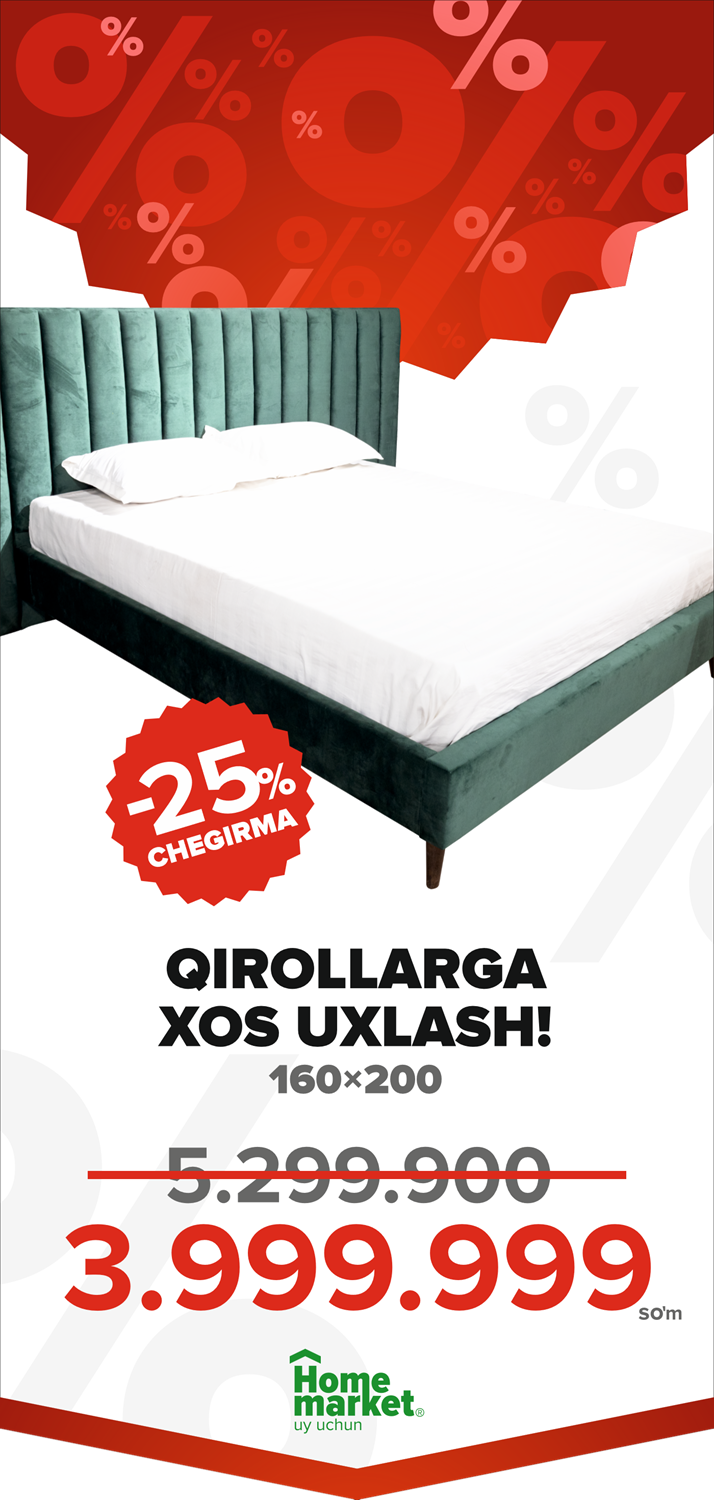 -25%
CHEGIRMA
QIROLLARGA
XOS UXLASH!
160×200
5.299.900
3.999.999
so'm
Home
market®
uy uchun